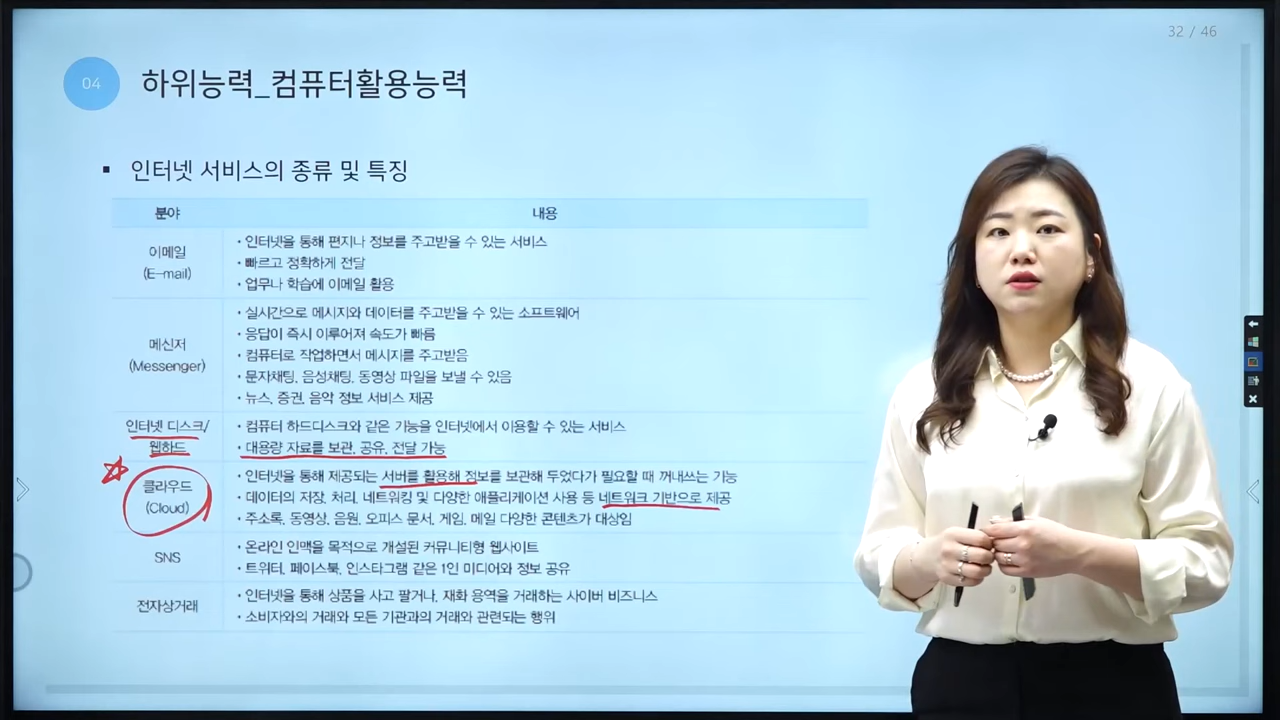 32 / 46
04
하위능력_컴퓨터활용능력
▪ 인터넷 서비스의 종류 및 특징
분야
내용
이메일
(E-mail)
• 인터넷을 통해 편지나 정보를 주고받을 수 있는 서비스
• 빠르고 정확하게 전달
• 업무나 학습에 이메일 활용
메신저
(Messenger)
• 실시간으로 메시지와 데이터를 주고받을 수 있는 소프트웨어
• 응답이 즉시 이루어져 속도가 빠름
• 컴퓨터로 작업하면서 메시지를 주고받음
• 문자채팅, 음성채팅, 동영상 파일을 보낼 수 있음
• 뉴스, 증권, 음악 정보 서비스 제공
인터넷 디스크/
웹하드
• 컴퓨터 하드디스크와 같은 기능을 인터넷에서 이용할 수 있는 서비스
• 대용량 자료를 보관, 공유, 전달 가능
클라우드
(Cloud)
• 인터넷을 통해 제공되는 서버를 활용해 정보를 보관해 두었다가 필요할 때 꺼내쓰는 기능
• 데이터의 저장, 처리, 네트워킹 및 다양한 애플리케이션 사용 등 네트워크 기반으로 제공
• 주소록, 동영상, 음원, 오피스 문서, 게임, 메일 다양한 콘텐츠가 대상임
SNS
• 온라인 인맥을 목적으로 개설된 커뮤니티형 웹사이트
• 트위터, 페이스북, 인스타그램 같은 1인 미디어와 정보 공유
전자상거래
• 인터넷을 통해 상품을 사고 팔거나, 재화 용역을 거래하는 사이버 비즈니스
• 소비자와의 거래와 모든 기관과의 거래와 관련되는 행위